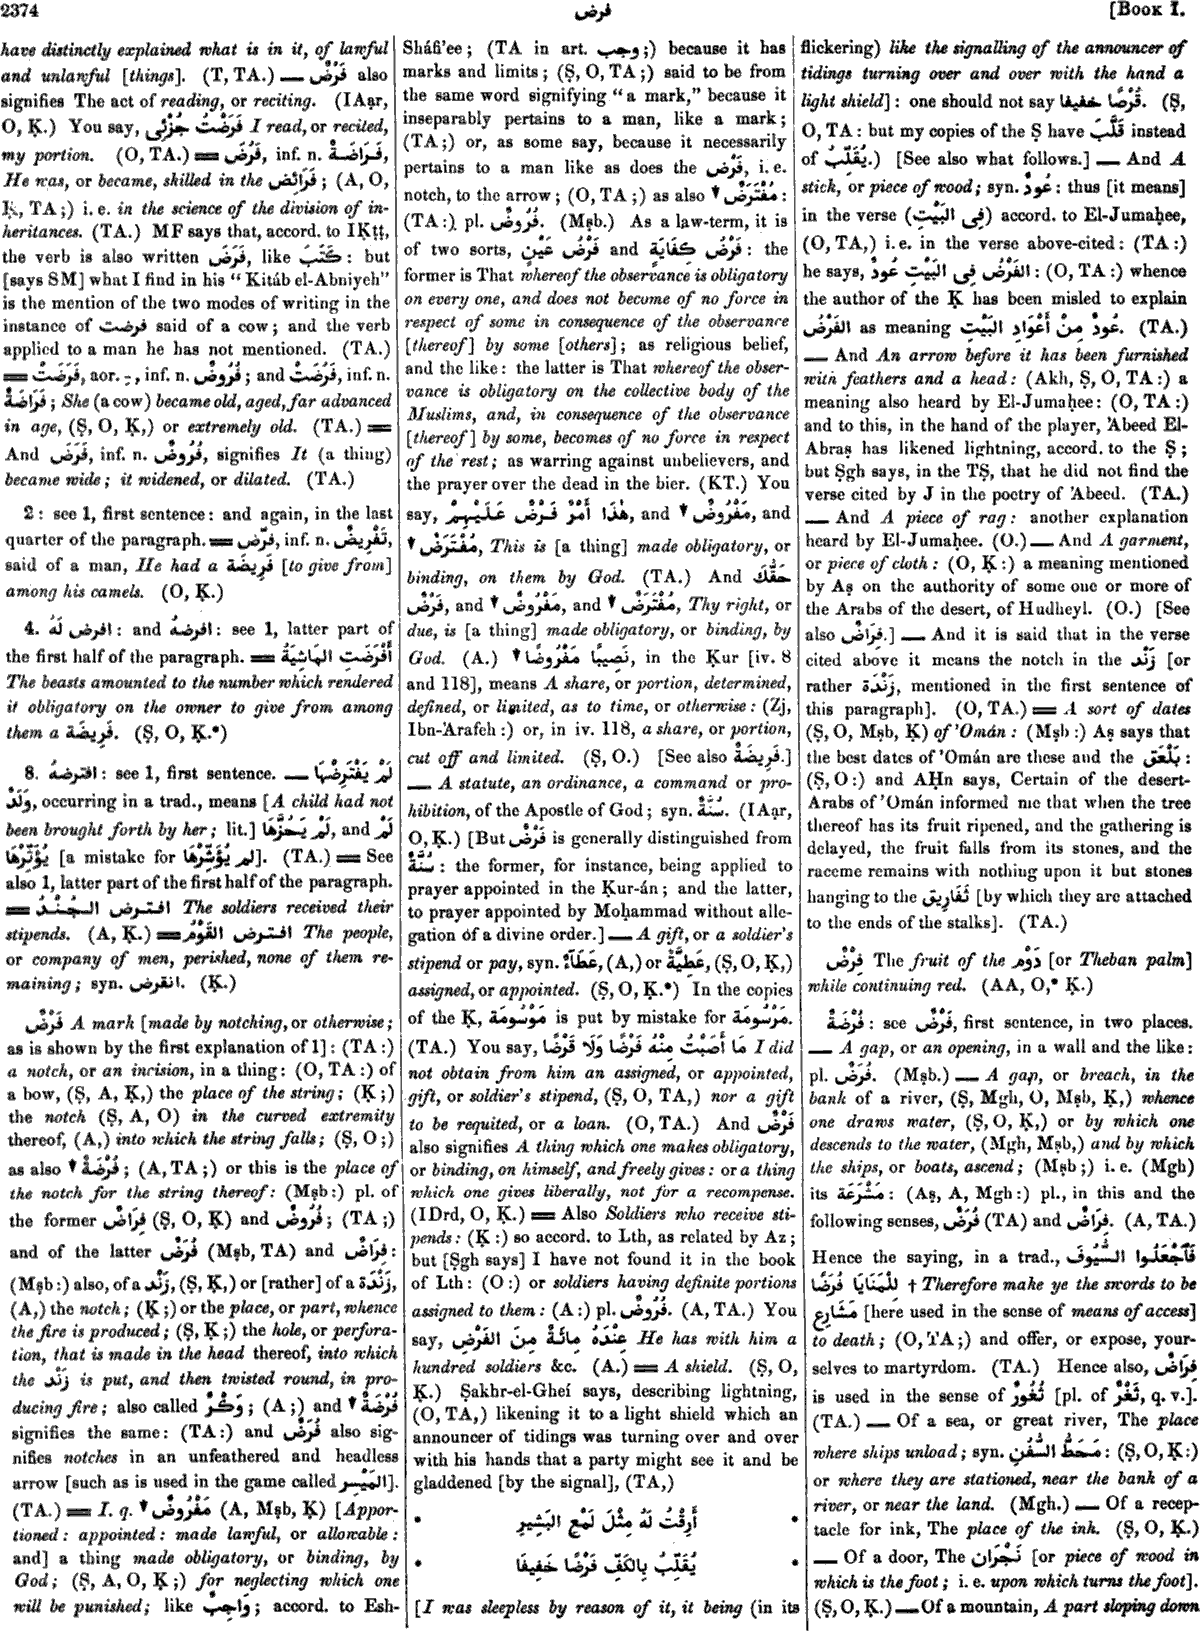 2374
فرض
[Book I.
have distinctly explained what is in it, of lawful
and unlawful [things]. (T, TA.) — فَرْضٌ also
signifies The act of reading, or reciting. (IAạr,
O, Ḳ.) You say, فَرَضْتُ جُزْئِى I read, or recited,
my portion. (O, TA.) ＝ فَرُضَ, inf. n. فَرَاضَةٌ,
He was, or became, skilled in the فَرَائِض; (A, O,
Ḳ, TA;) i. e. in the science of the division of in-
heritances. (TA.) MF says that, accord. to IḲṭṭ,
the verb is also written فَرَضَ, like كَتَبَ: but
[says SM] what I find in his “Kitáb el-Abniyeh”
is the mention of the two modes of writing in the
instance of فرضت said of a cow; and the verb
applied to a man he has not mentioned. (TA.)
＝ فَرَضَتْ, aor. ـِ, inf. n. فُرُوضٌ; and فَرُضَتْ, inf. n.
فَرَاضَةٌ; She (a cow) became old, aged, far advanced
in age, (Ṣ, O, Ḳ,) or extremely old. (TA.) ＝
And فَرَضَ, inf. n. فُرُوضٌ, signifies It (a thing)
became wide; it widened, or dilated. (TA.)
2: see 1, first sentence: and again, in the last
quarter of the paragraph. ＝ فرّض, inf. n. تَفْرِيضٌ,
said of a man, He had a فَرِيضَة [to give from]
among his camels. (O, Ḳ.)
4. افرض لَهُ: and افرضهُ: see 1, latter part of
the first half of the paragraph. ＝ أَفْرَضَتِ المَاشِيَةُ
The beasts amounted to the number which rendered
it obligatory on the owner to give from among
them a فَرِيضَة. (Ṣ, O, Ḳ.*)
8. افترضهُ: see 1, first sentence. — لَمْ يَفْتَرِضْهَا
وَلَدٌ, occurring in a trad., means [A child had not
been brought forth by her; lit.] لَمْ يَحُزَّهَا, and لَمْ
يُؤَثِّرْهَا [a mistake for لم يُؤَشِّرْهَا]. (TA.) ＝ See
also 1, latter part of the first half of the paragraph.
＝ افترض الجُنْدُ The soldiers received their
stipends. (A, Ḳ.) ＝ افترض القَوْمُ The people,
or company of men, perished, none of them re-
maining; syn. انقرض. (Ḳ.)
فَرْضٌ A mark [made by notching, or otherwise;
as is shown by the first explanation of 1]: (TA:)
a notch, or an incision, in a thing: (O, TA:) of
a bow, (Ṣ, A, Ḳ,) the place of the string; (Ḳ;)
the notch (Ṣ, A, O) in the curved extremity
thereof, (A,) into which the string falls; (Ṣ, O;)
as also ▼ فُرْضَةٌ; (A, TA;) or this is the place of
the notch for the string thereof: (Mṣb:) pl. of
the former فِرَاضٌ (Ṣ, O, Ḳ) and فُرُوضٌ; (TA;)
and of the latter فُرَضٌ (Mṣb, TA) and فِرَاضٌ:
(Mṣb:) also, of a زَنْد, (Ṣ, Ḳ,) or [rather] of a زَنْدَة,
(A,) the notch; (Ḳ;) or the place, or part, whence
the fire is produced; (Ṣ, Ḳ;) the hole, or perfora-
tion, that is made in the head thereof, into which
the زَنْد is put, and then twisted round, in pro-
ducing fire; also called وَكْرٌ; (A;) and ▼ فُرْضَةٌ
signifies the same: (TA:) and فُرَضٌ also sig-
nifies notches in an unfeathered and headless
arrow [such as is used in the game called المَيْسِر].
(TA.) ＝ I. q. ▼ مَفْرُوضٌ (A, Mṣb, Ḳ) [Appor-
tioned: appointed: made lawful, or allowable:
and] a thing made obligatory, or binding, by
God; (Ṣ, A, O, Ḳ;) for neglecting which one
will be punished; like وَاجِبٌ; accord. to Esh-
Sháfi’ee; (TA in art. وجب;) because it has
marks and limits; (Ṣ, O, TA;) said to be from
the same word signifying “a mark,” because it
inseparably pertains to a man, like a mark;
(TA;) or, as some say, because it necessarily
pertains to a man like as does the فَرْض, i. e.
notch, to the arrow; (O, TA;) as also ▼ مُفْتَرَضٌ:
(TA:) pl. فُرُوضٌ. (Mṣb.) As a law-term, it is
of two sorts, فَرْضُ عَيْنٍ and فَرْضُ كِفَايَةٍ: the
former is That whereof the observance is obligatory
on every one, and does not become of no force in
respect of some in consequence of the observance
[thereof] by some [others]; as religious belief,
and the like: the latter is That whereof the obser-
vance is obligatory on the collective body of the
Muslims, and, in consequence of the observance
[thereof] by some, becomes of no force in respect
of the rest; as warring against unbelievers, and
the prayer over the dead in the bier. (KT.) You
say, هٰذَا أَمْرٌ فَرْضٌ عَلَيْهِمْ, and ▼ مَفْرُوضٌ, and
▼ مُفْتَرَضٌ, This is [a thing] made obligatory, or
binding, on them by God. (TA.) And حَقُّكَ
فَرْضٌ, and ▼ مَفْرُوضٌ, and ▼ مُفْتَرَضٌ, Thy right, or
due, is [a thing] made obligatory, or binding, by
God. (A.) ▼ نَصِيبًا مَفْرُوضًا, in the Ḳur [iv. 8
and 118], means A share, or portion, determined,
defined, or limited, as to time, or otherwise: (Zj,
Ibn-’Arafeh:) or, in iv. 118, a share, or portion,
cut off and limited. (Ṣ, O.) [See also فَرِيضَةٌ.]
— A statute, an ordinance, a command or pro-
hibition, of the Apostle of God; syn. سُنَّةٌ. (IAạr,
O, Ḳ.) [But فَرْضٌ is generally distinguished from
سُنَّةٌ: the former, for instance, being applied to
prayer appointed in the Ḳur-án; and the latter,
to prayer appointed by Moḥammad without alle-
gation of a divine order.] — A gift, or a soldier’s
stipend or pay, syn. عَطَآءٌ, (A,) or عَطِيَّةٌ, (Ṣ, O, Ḳ,)
assigned, or appointed. (Ṣ, O, Ḳ.*) In the copies
of the Ḳ, مَوْسُومَة is put by mistake for مَرْسُومَة.
(TA.) You say, مَا أَصَبْتُ مِنْهُ فَرْضًا وَلَا قَرْضًا I did
not obtain from him an assigned, or appointed,
gift, or soldier’s stipend, (Ṣ, O, TA,) nor a gift
to be requited, or a loan. (O, TA.) And فَرْضٌ
also signifies A thing which one makes obligatory,
or binding, on himself, and freely gives: or a thing
which one gives liberally, not for a recompense.
(IDrd, O, Ḳ.) ＝ Also Soldiers who receive sti-
pends: (Ḳ:) so accord. to Lth, as related by Az;
but [Ṣgh says] I have not found it in the book
of Lth: (O:) or soldiers having definite portions
assigned to them: (A:) pl. فُرُوضٌ. (A, TA.) You
say, عِنْدَهُ مِائَةٌ مِنَ الفَرْضِ He has with him a
hundred soldiers &c. (A.) ＝ A shield. (Ṣ, O,
Ḳ.) Ṣakhr-el-Gheí says, describing lightning,
(O, TA,) likening it to a light shield which an
announcer of tidings was turning over and over
with his hands that a party might see it and be
gladdened [by the signal], (TA,)
* أَرِقْتُ لَهُ مِثْلَ لَمْعِ البَشِيرِ *
* يُقَلِّبُ بِالكَفِّ فَرْضًا خَفِيفَا *
[I was sleepless by reason of it, it being (in its
flickering) like the signalling of the announcer of
tidings turning over and over with the hand a
light shield]: one should not say قُرْصًا خفيفا. (Ṣ,
O, TA: but my copies of the Ṣ have قَلَّبَ instead
of يُقَلِّبُ.) [See also what follows.] — And A
stick, or piece of wood; syn. عُودٌ: thus [it means]
in the verse (فِى البَيْتِ) accord. to El-Jumaḥee,
(O, TA,) i. e. in the verse above-cited: (TA:)
he says, الفَرْضُ فِى البَيْتِ عُودٌ: (O, TA:) whence
the author of the Ḳ has been misled to explain
الفَرْضُ as meaning عُودٌ مِنْ أَعْوَادِ البَيْتِ. (TA.)
— And An arrow before it has been furnished
with feathers and a head: (Akh, Ṣ, O, TA:) a
meaning also heard by El-Jumaḥee: (O, TA:)
and to this, in the hand of the player, ’Abeed El-
Abraṣ has likened lightning, accord. to the Ṣ;
but Ṣgh says, in the TṢ, that he did not find the
verse cited by J in the poetry of ’Abeed. (TA.)
— And A piece of rag: another explanation
heard by El-Jumaḥee. (O.) — And A garment,
or piece of cloth: (O, Ḳ:) a meaning mentioned
by Aṣ on the authority of some one or more of
the Arabs of the desert, of Hudheyl. (O.) [See
also فِرَاضٌ.] — And it is said that in the verse
cited above it means the notch in the زَنْد [or
rather زَنْدَة, mentioned in the first sentence of
this paragraph]. (O, TA.) ＝ A sort of dates
(Ṣ, O, Mṣb, Ḳ) of ’Omán: (Mṣb:) Aṣ says that
the best dates of ’Omán are these and the بَلْعَق:
(Ṣ, O:) and AḤn says, Certain of the desert-
Arabs of ’Omán informed me that when the tree
thereof has its fruit ripened, and the gathering is
delayed, the fruit falls from its stones, and the
raceme remains with nothing upon it but stones
hanging to the ثَفَارِيق [by which they are attached
to the ends of the stalks]. (TA.)
فِرْضٌ The fruit of the دَوْم [or Theban palm]
while continuing red. (AA, O,* Ḳ.)
فُرْضَةٌ: see فَرْضٌ, first sentence, in two places.
— A gap, or an opening, in a wall and the like:
pl. فُرَضٌ. (Mṣb.) — A gap, or breach, in the
bank of a river, (Ṣ, Mgh, O, Mṣb, Ḳ,) whence
one draws water, (Ṣ, O, Ḳ,) or by which one
descends to the water, (Mgh, Mṣb,) and by which
the ships, or boats, ascend; (Mṣb;) i. e. (Mgh)
its مَشْرَعَة: (Aṣ, A, Mgh:) pl., in this and the
following senses, فُرَضٌ (TA) and فِرَاضٌ. (A, TA.)
Hence the saying, in a trad., فَٱجْعَلُوا السُّيُوفَ
لِلْمَنَايَا فُرَضًا † Therefore make ye the swords to be
مَشَارِع [here used in the sense of means of access]
to death; (O, TA;) and offer, or expose, your-
selves to martyrdom. (TA.) Hence also, فِرَاضٌ
is used in the sense of ثُغُورٌ [pl. of ثَغْرٌ, q. v.].
(TA.) — Of a sea, or great river, The place
where ships unload; syn. مَحَطُّ السُّفُنِ: (Ṣ, O, Ḳ:)
or where they are stationed, near the bank of a
river, or near the land. (Mgh.) — Of a recep-
tacle for ink, The place of the ink. (Ṣ, O, Ḳ.)
— Of a door, The نَجْرَان [or piece of wood in
which is the foot; i. e. upon which turns the foot].
(Ṣ, O, Ḳ.) — Of a mountain, A part sloping down